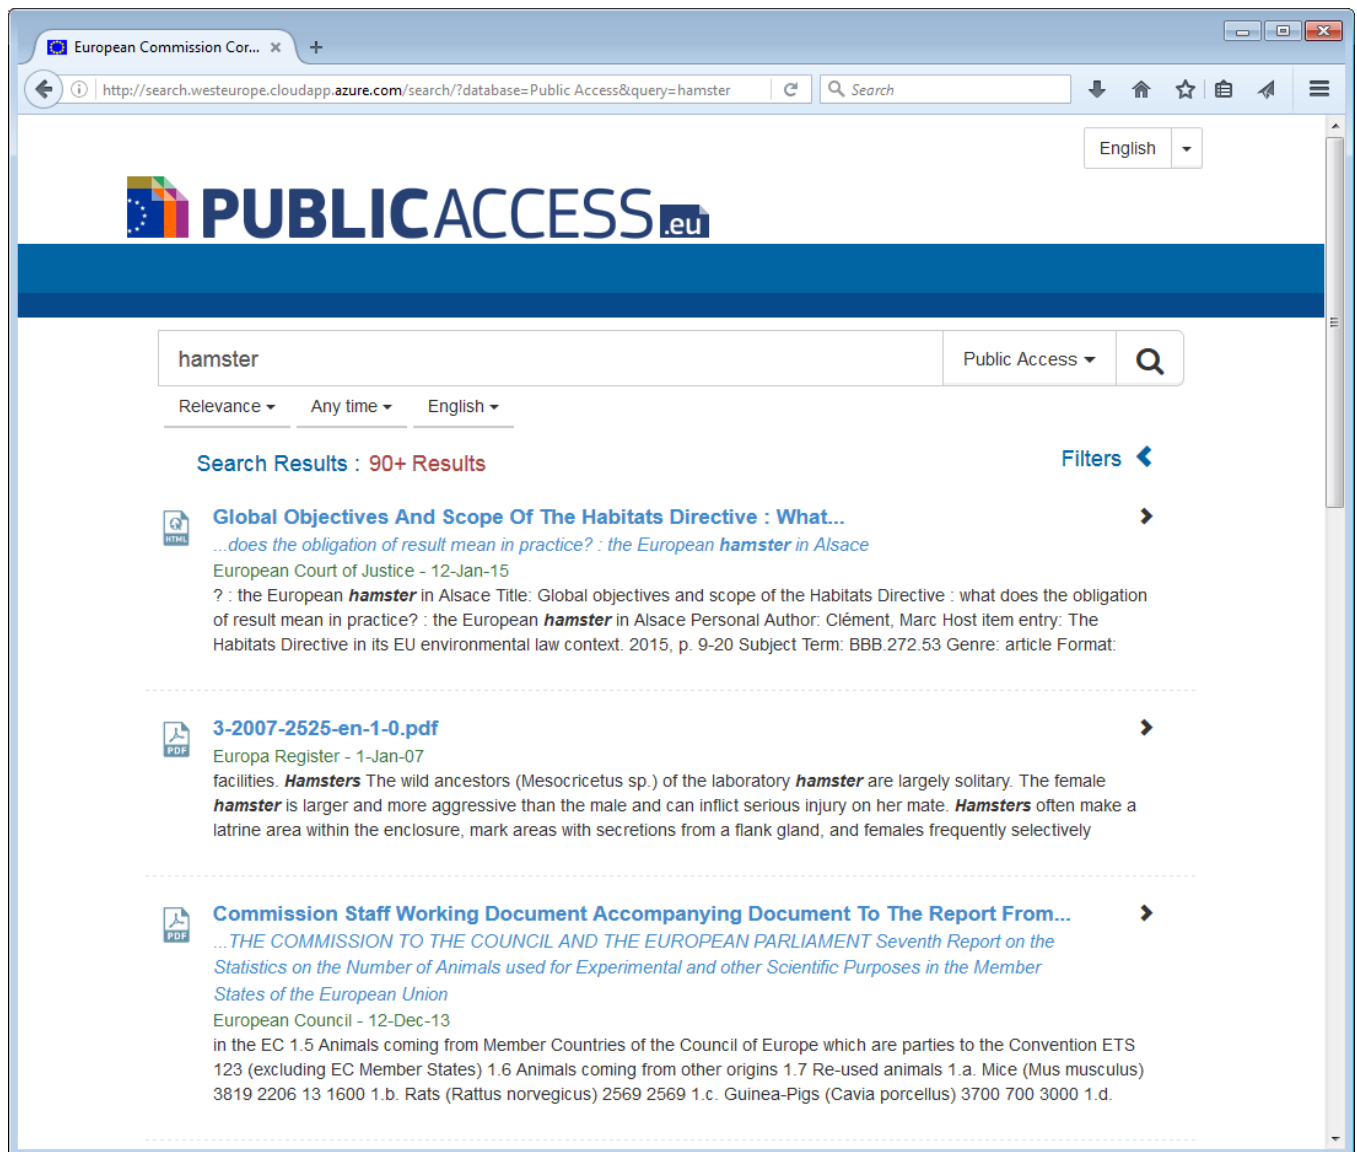 European Commission Cor...
http://search.westeurope.cloudapp.azure.com/search/?database=Public Access&query=hamster
Search
English
PUBLICACCESS.eu
hamster
Public Access
Relevance
Any time
English
Search Results : 90+ Results
Filters
Global Objectives And Scope Of The Habitats Directive : What...
...does the obligation of result mean in practice? : the European hamster in Alsace
European Court of Justice - 12-Jan-15
? : the European hamster in Alsace Title: Global objectives and scope of the Habitats Directive : what does the obligation
of result mean in practice? : the European hamster in Alsace Personal Author: Clément, Marc Host item entry: The
Habitats Directive in its EU environmental law context. 2015, p. 9-20 Subject Term: BBB.272.53 Genre: article Format:
HTML
3-2007-2525-en-1-0.pdf
Europa Register - 1-Jan-07
facilities. Hamsters The wild ancestors (Mesocricetus sp.) of the laboratory hamster are largely solitary. The female
hamster is larger and more aggressive than the male and can inflict serious injury on her mate. Hamsters often make a
latrine area within the enclosure, mark areas with secretions from a flank gland, and females frequently selectively
PDF
Commission Staff Working Document Accompanying Document To The Report From...
...THE COMMISSION TO THE COUNCIL AND THE EUROPEAN PARLIAMENT Seventh Report on the
Statistics on the Number of Animals used for Experimental and other Scientific Purposes in the Member
States of the European Union
European Council - 12-Dec-13
in the EC 1.5 Animals coming from Member Countries of the Council of Europe which are parties to the Convention ETS
123 (excluding EC Member States) 1.6 Animals coming from other origins 1.7 Re-used animals 1.a. Mice (Mus musculus)
3819 2206 13 1600 1.b. Rats (Rattus norvegicus) 2569 2569 1.c. Guinea-Pigs (Cavia porcellus) 3700 700 3000 1.d.
PDF